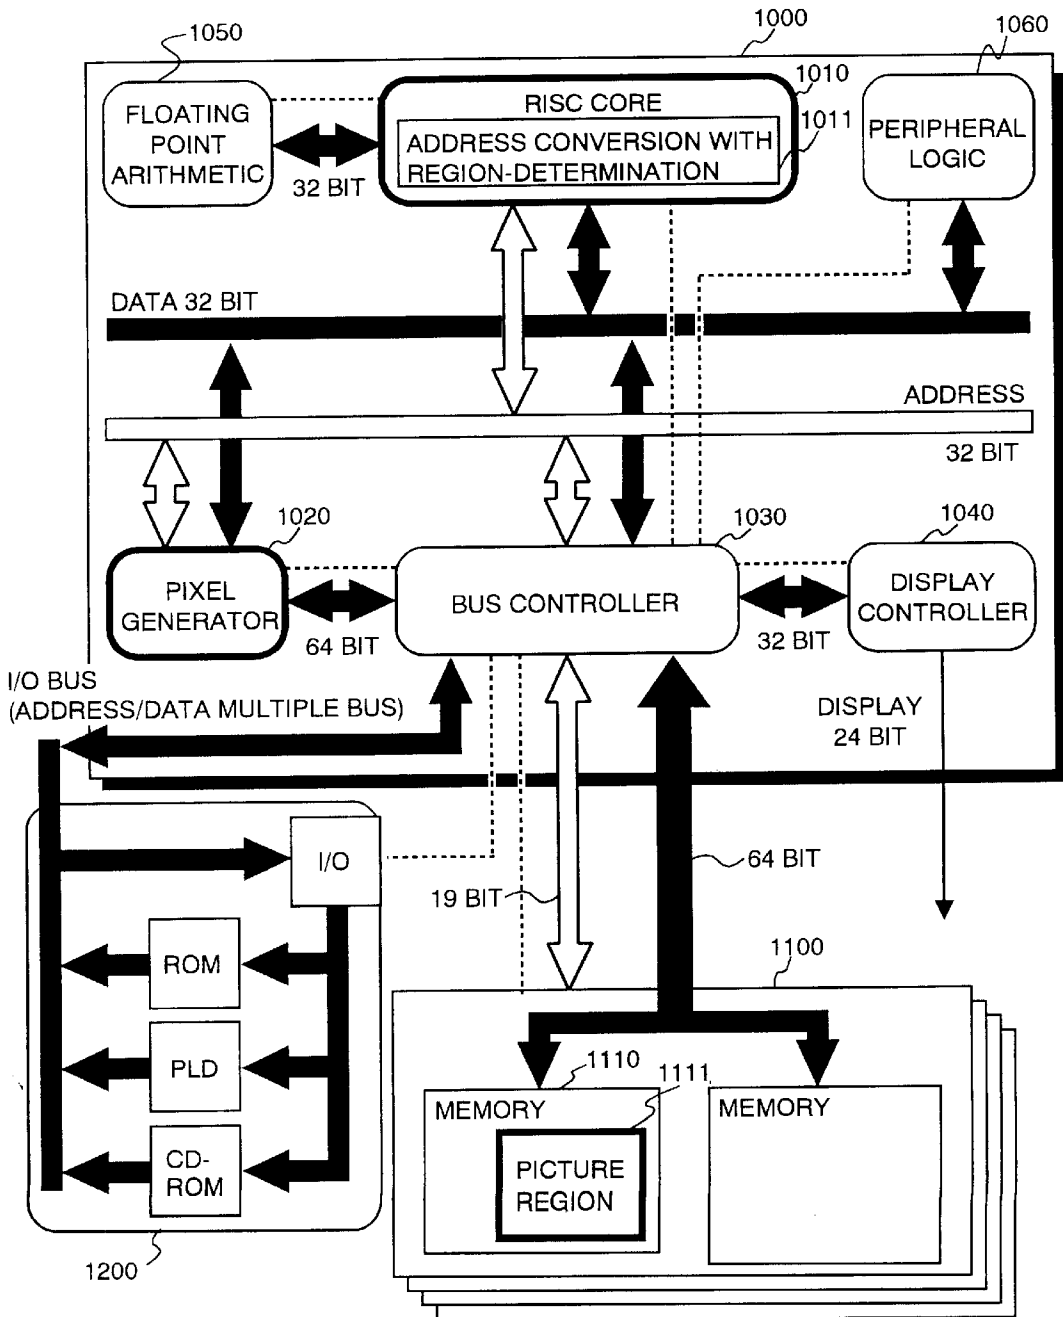 1000
1050
1060
FLOATING
POINT
ARITHMETIC
1010
RISC CORE
1011
ADDRESS CONVERSION WITH
REGION-DETERMINATION
PERIPHERAL
LOGIC
32 BIT
DATA 32 BIT
ADDRESS
32 BIT
1020
1030
1040
PIXEL
GENERATOR
BUS CONTROLLER
DISPLAY
CONTROLLER
64 BIT
32 BIT
I/O BUS
(ADDRESS/DATA MULTIPLE BUS)
DISPLAY
24 BIT
I/O
64 BIT
19 BIT
ROM
1100
PLD
1110
1111
MEMORY
MEMORY
CD-
ROM
PICTURE
REGION
1200